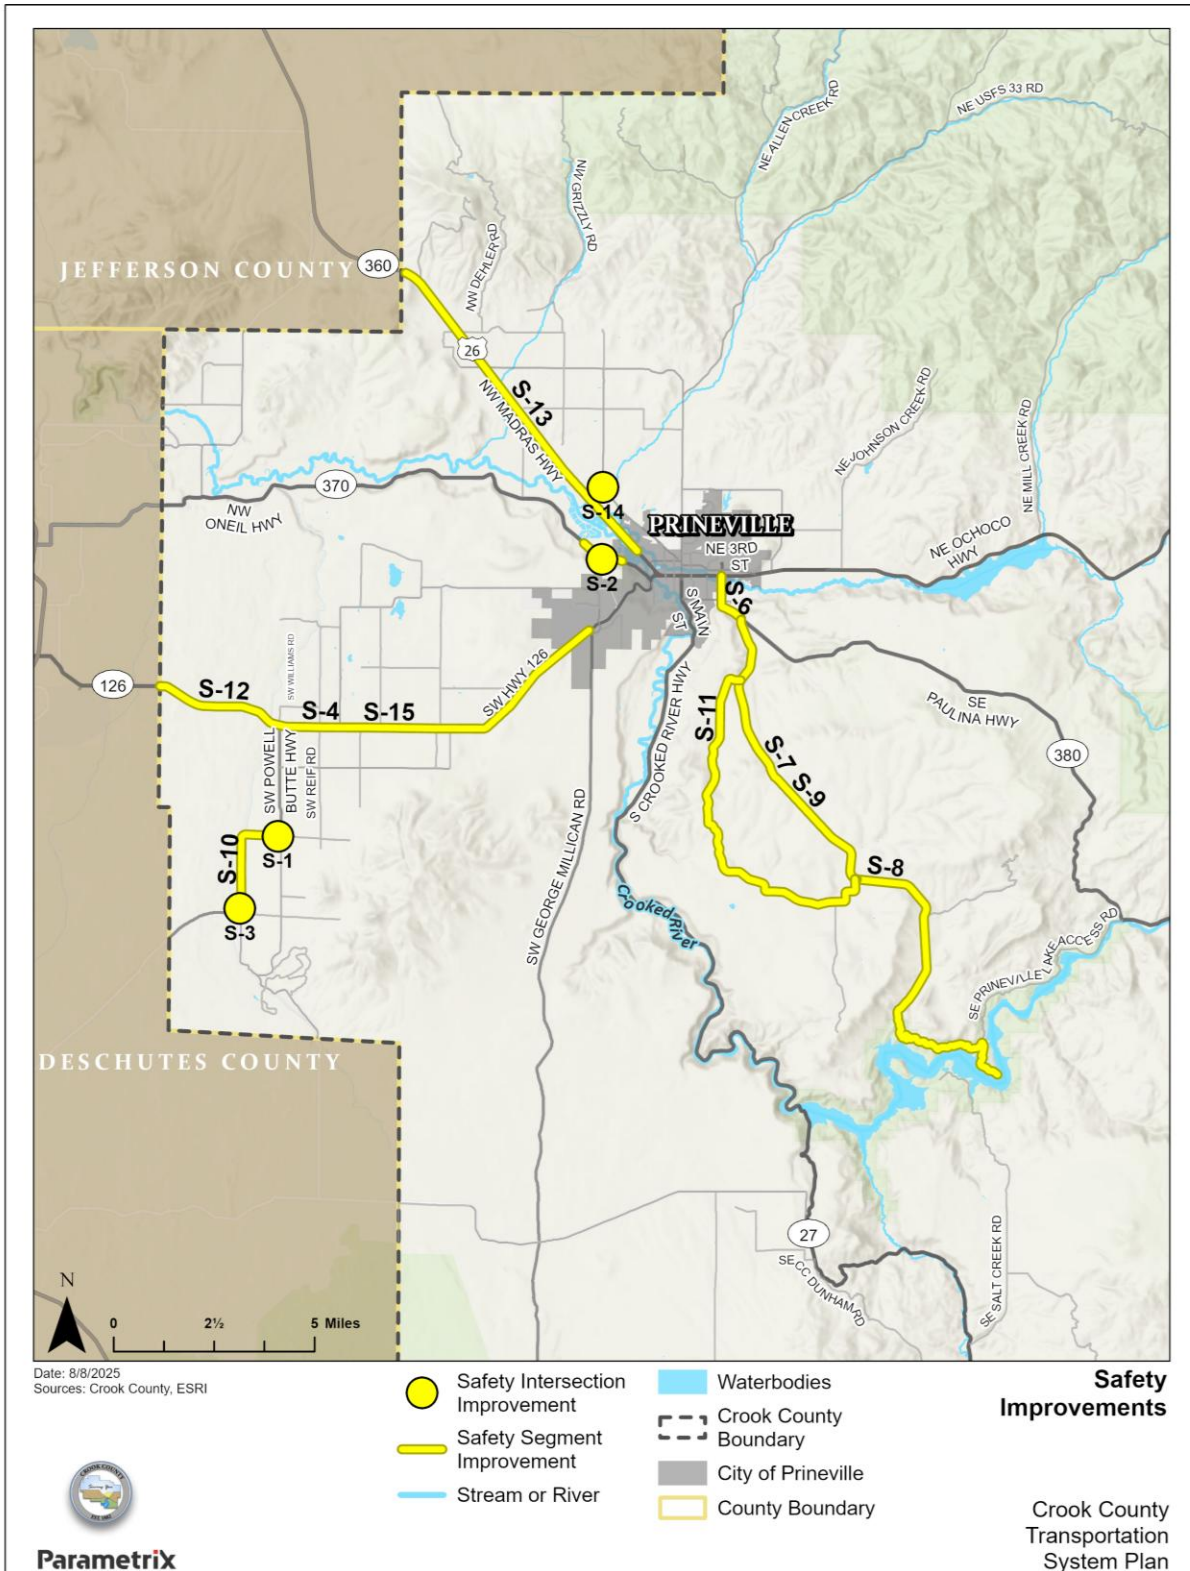 NE USFS 33 RD
NE ALLEN CREEK RD
NW GRIZZLY RD
NW DEHLER RD
JEFFERSON COUNTY
360
26
S-13
NW MADRAS HWY
NE JOHNSON CREEK RD
NE MILL CREEK RD
370
NW
ONEIL HWY
S-14
PRINEVILLE
NE 3RD
ST
NE OCHOCO
HWY
S-2
S-6
S MAIN
ST
SW WILLIAMS RD
126
S-12
S-4
S-15
SW HWY 126
S-11
SE
PAULINA HWY
380
SW POWELL
BUTTE HWY
SW REIF RD
S CROOKED RIVER HWY
S-7
S-9
S-10
S-1
S-8
SW GEORGE MILLICAN RD
S-3
Crooked River
SE PRINEVILLE LAKE ACCESS RD
DESCHUTES COUNTY
27
SE CC DUNHAM RD
SE SALT CREEK RD
N
0 2½ 5 Miles
Date: 8/8/2025
Sources: Crook County, ESRI
Safety Intersection
Improvement
Safety Segment
Improvement
Stream or River
Waterbodies
Crook County
Boundary
City of Prineville
County Boundary
Safety
Improvements
CROOK COUNTY
Parametrix
Crook County
Transportation
System Plan